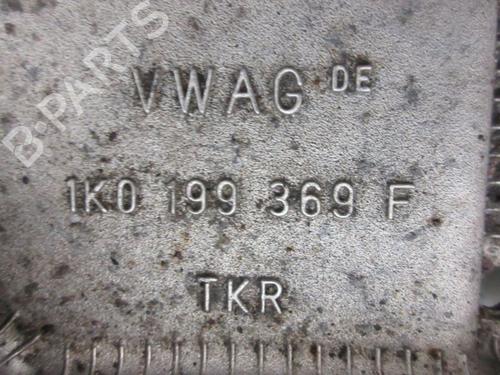 B-PARTS
VWAG DE
1K0 199 369 F
TKR